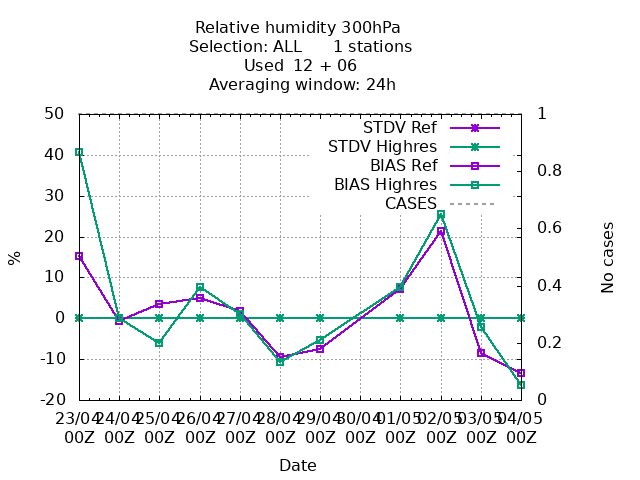 Relative humidity 300hPa
Selection: ALL 1 stations
Used 12 + 06
Averaging window: 24h
50
40
30
20
10
0
-10
-20
%
1
0.8
0.6
0.4
0.2
0
No cases
STDV Ref
STDV Highres
BIAS Ref
BIAS Highres
CASES
23/04 24/04 25/04 26/04 27/04 28/04 29/04 30/04 01/05 02/05 03/05 04/05
00Z 00Z 00Z 00Z 00Z 00Z 00Z 00Z 00Z 00Z 00Z 00Z
Date